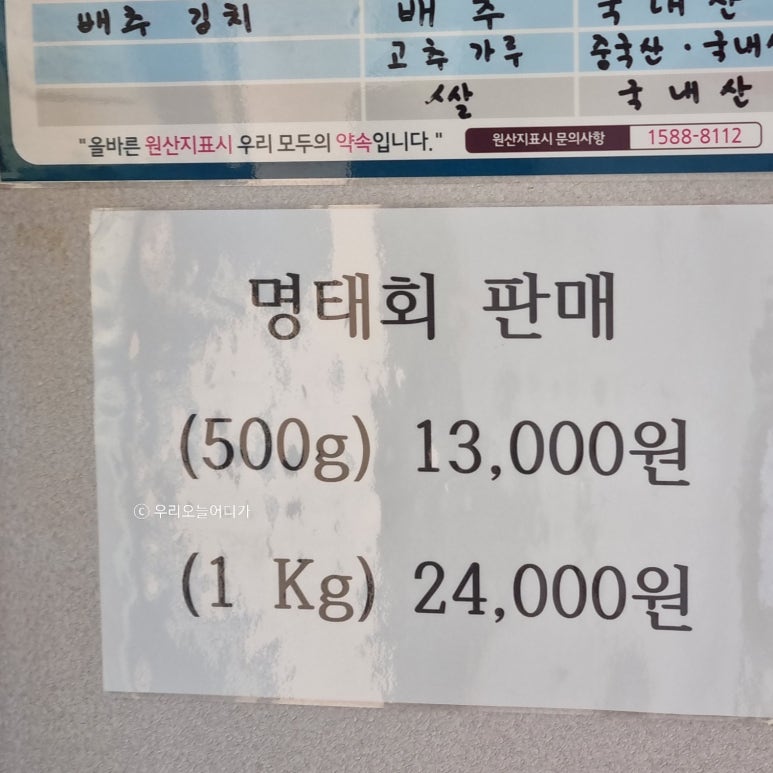 배추 김치 배추 국내산
고추가루 중국산·국내산
쌀 국내산
"올바른 원산지표시 우리 모두의 약속입니다." 원산지표시 문의사항 1588-8112
명태회 판매
(500g) 13,000원
ⓒ 우리오늘어디가
(1 Kg) 24,000원